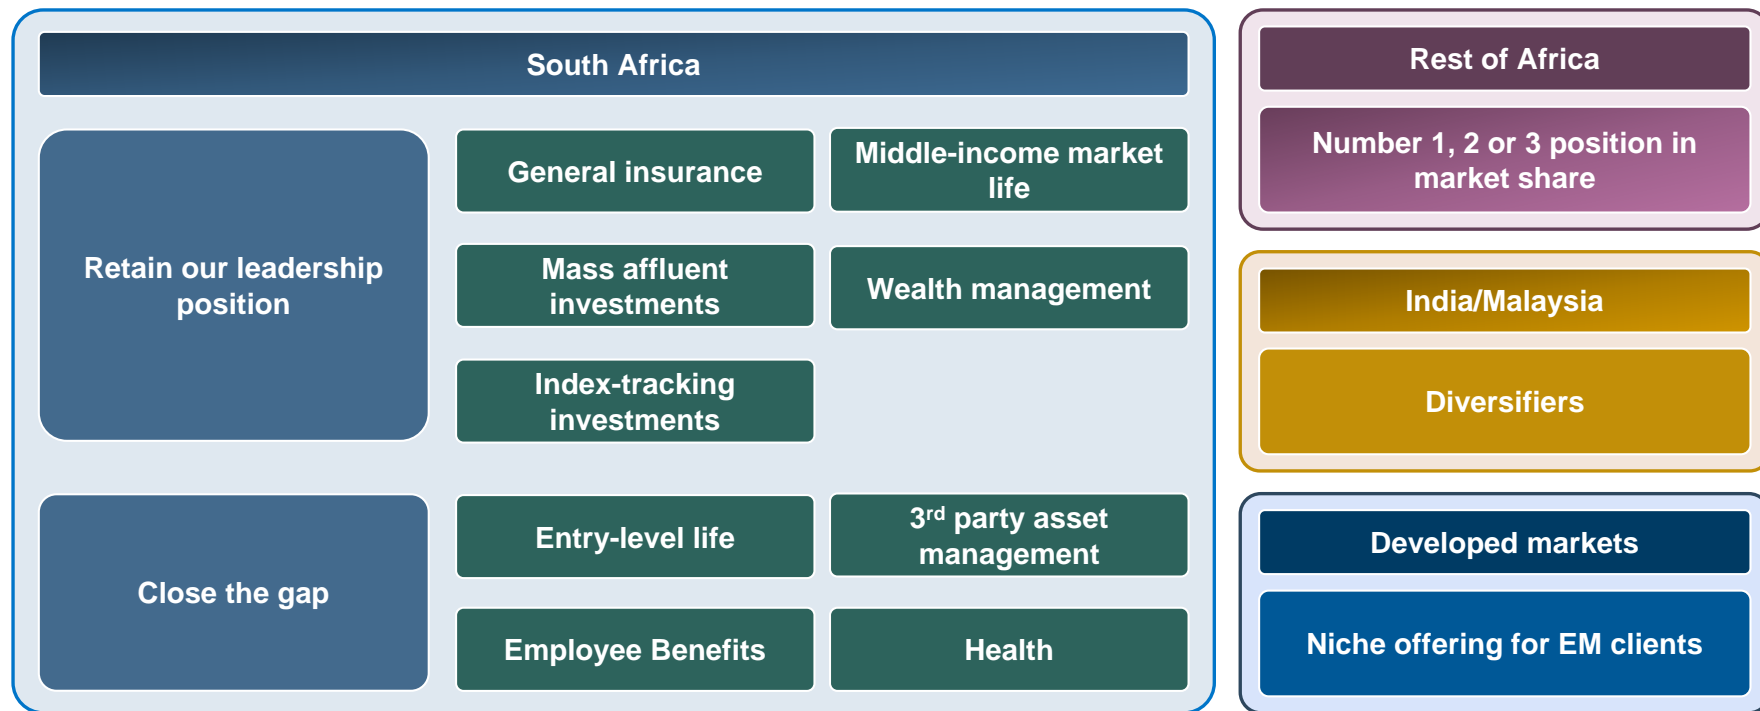 South Africa
Retain our leadership
position
General insurance
Middle-income market
life
Mass affluent
investments
Wealth management
Index-tracking
investments
Close the gap
Entry-level life
3rd party asset
management
Employee Benefits
Health
Rest of Africa
Number 1, 2 or 3 position in
market share
India/Malaysia
Diversifiers
Developed markets
Niche offering for EM clients